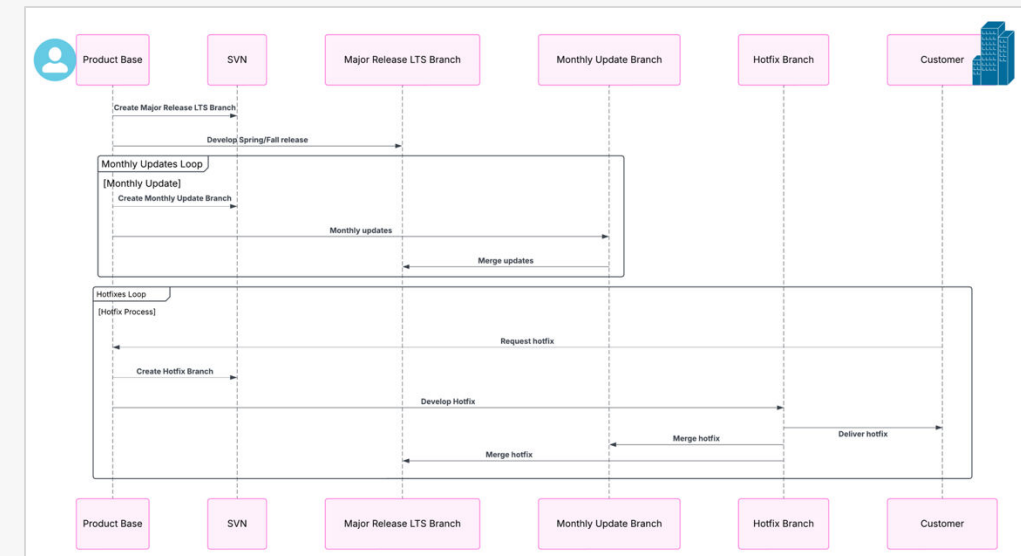 Product Base
SVN
Major Release LTS Branch
Monthly Update Branch
Hotfix Branch
Customer
Create Major Release LTS Branch
Develop Spring/Fall release
Monthly Updates Loop
[Monthly Update]
Create Monthly Update Branch
Monthly updates
Merge updates
Hotfixes Loop
[Hotfix Process]
Request hotfix
Create Hotfix Branch
Develop Hotfix
Deliver hotfix
Merge hotfix
Merge hotfix
Product Base
SVN
Major Release LTS Branch
Monthly Update Branch
Hotfix Branch
Customer